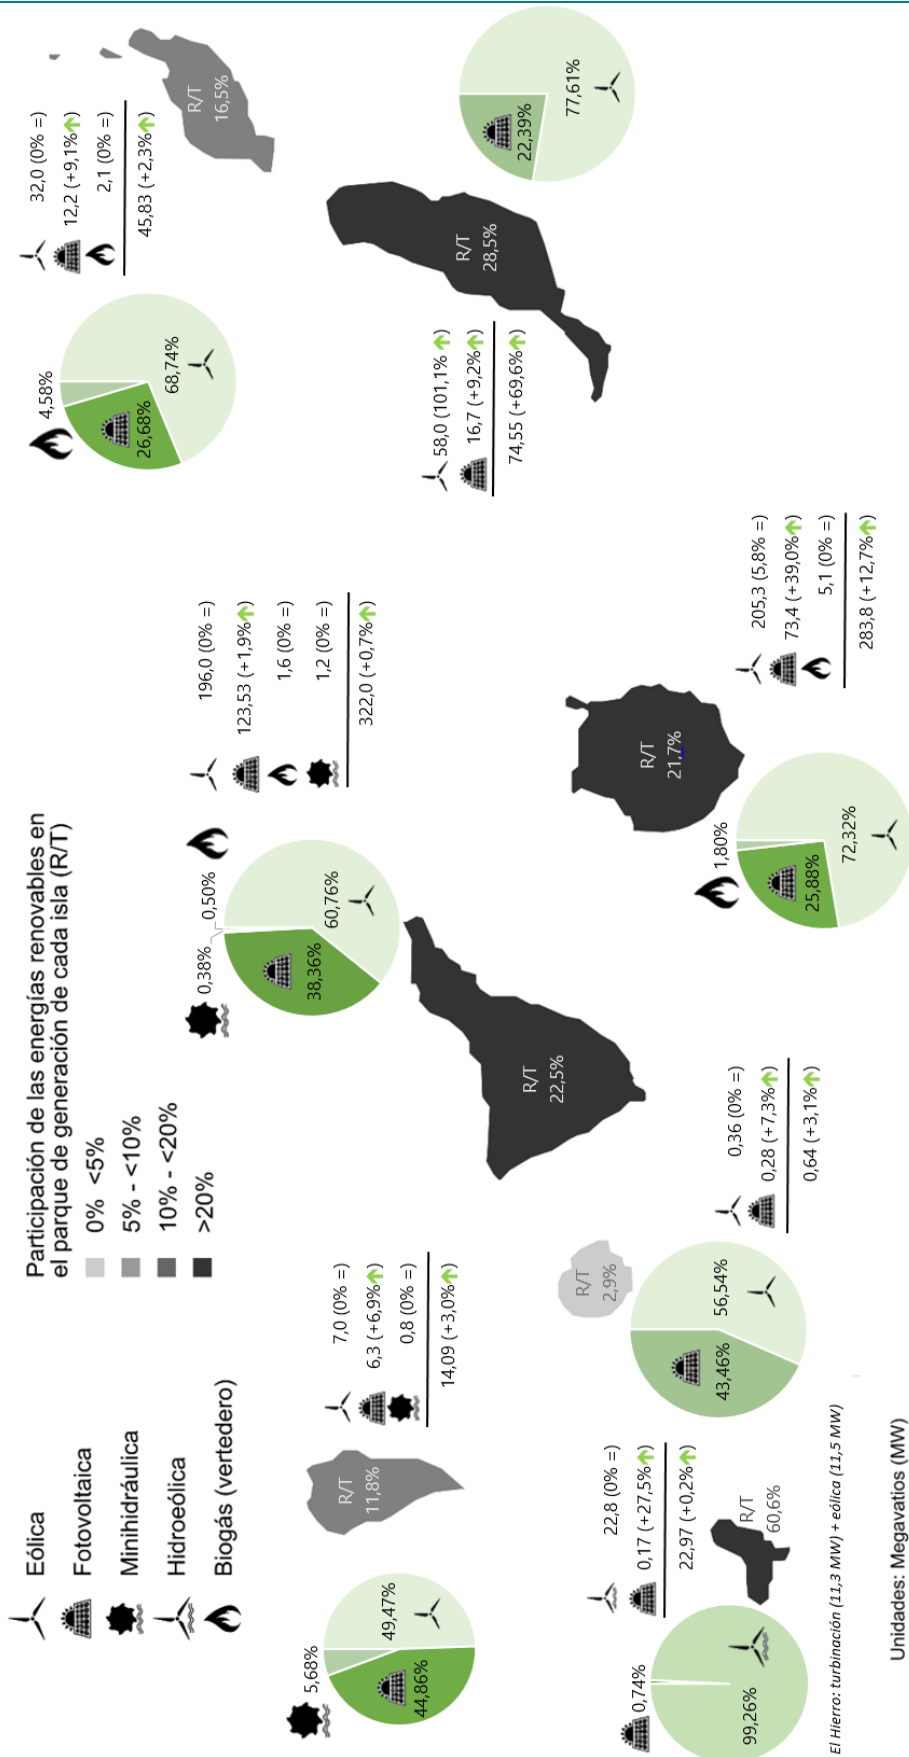 Eólica
Fotovoltaica
Minihidráulica
Hidroeólica
Biogás (vertedero)
Participación de las energías renovables en
el parque de generación de cada isla (R/T)
0% <5%
5% - <10%
10% - <20%
>20%
5,68%
49,47%
44,86%
R/T
11,8%
7,0 (0% =)
6,3 (+6,9%↑)
0,8 (0% =)
14,09 (+3,0%↑)
0,74%
99,26%
22,8 (0% =)
0,17 (+27,5%↑)
22,97 (+0,2%↑)
R/T
60,6%
El Hierro: turbinación (11,3 MW) + eólica (11,5 MW)
Unidades: Megavatios (MW)
R/T
2,9%
43,46%
56,54%
0,36 (0% =)
0,28 (+7,3%↑)
0,64 (+3,1%↑)
0,38%
0,50%
38,36%
60,76%
196,0 (0% =)
123,53 (+1,9%↑)
1,6 (0% =)
1,2 (0% =)
322,0 (+0,7%↑)
R/T
22,5%
1,80%
25,88%
72,32%
R/T
21,7%
205,3 (5,8% =)
73,4 (+39,0%↑)
5,1 (0% =)
283,8 (+12,7%↑)
58,0 (101,1% ↑)
16,7 (+9,2%↑)
74,55 (+69,6%↑)
R/T
28,5%
22,39%
77,61%
4,58%
26,68%
68,74%
32,0 (0% =)
12,2 (+9,1%↑)
2,1 (0% =)
45,83 (+2,3%↑)
R/T
16,5%